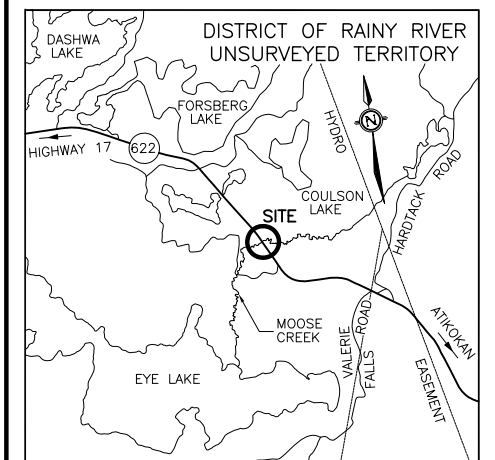 DISTRICT OF RAINY RIVER
UNSURVEYED TERRITORY
DASHWA
LAKE
FORSBERG
LAKE
HYDRO
N
HARDTACK ROAD
HIGHWAY 17
622
COULSON
LAKE
SITE
MOOSE
CREEK
VALERIE
FALLS ROAD
ATIKOKAN
EASEMENT
EYE LAKE